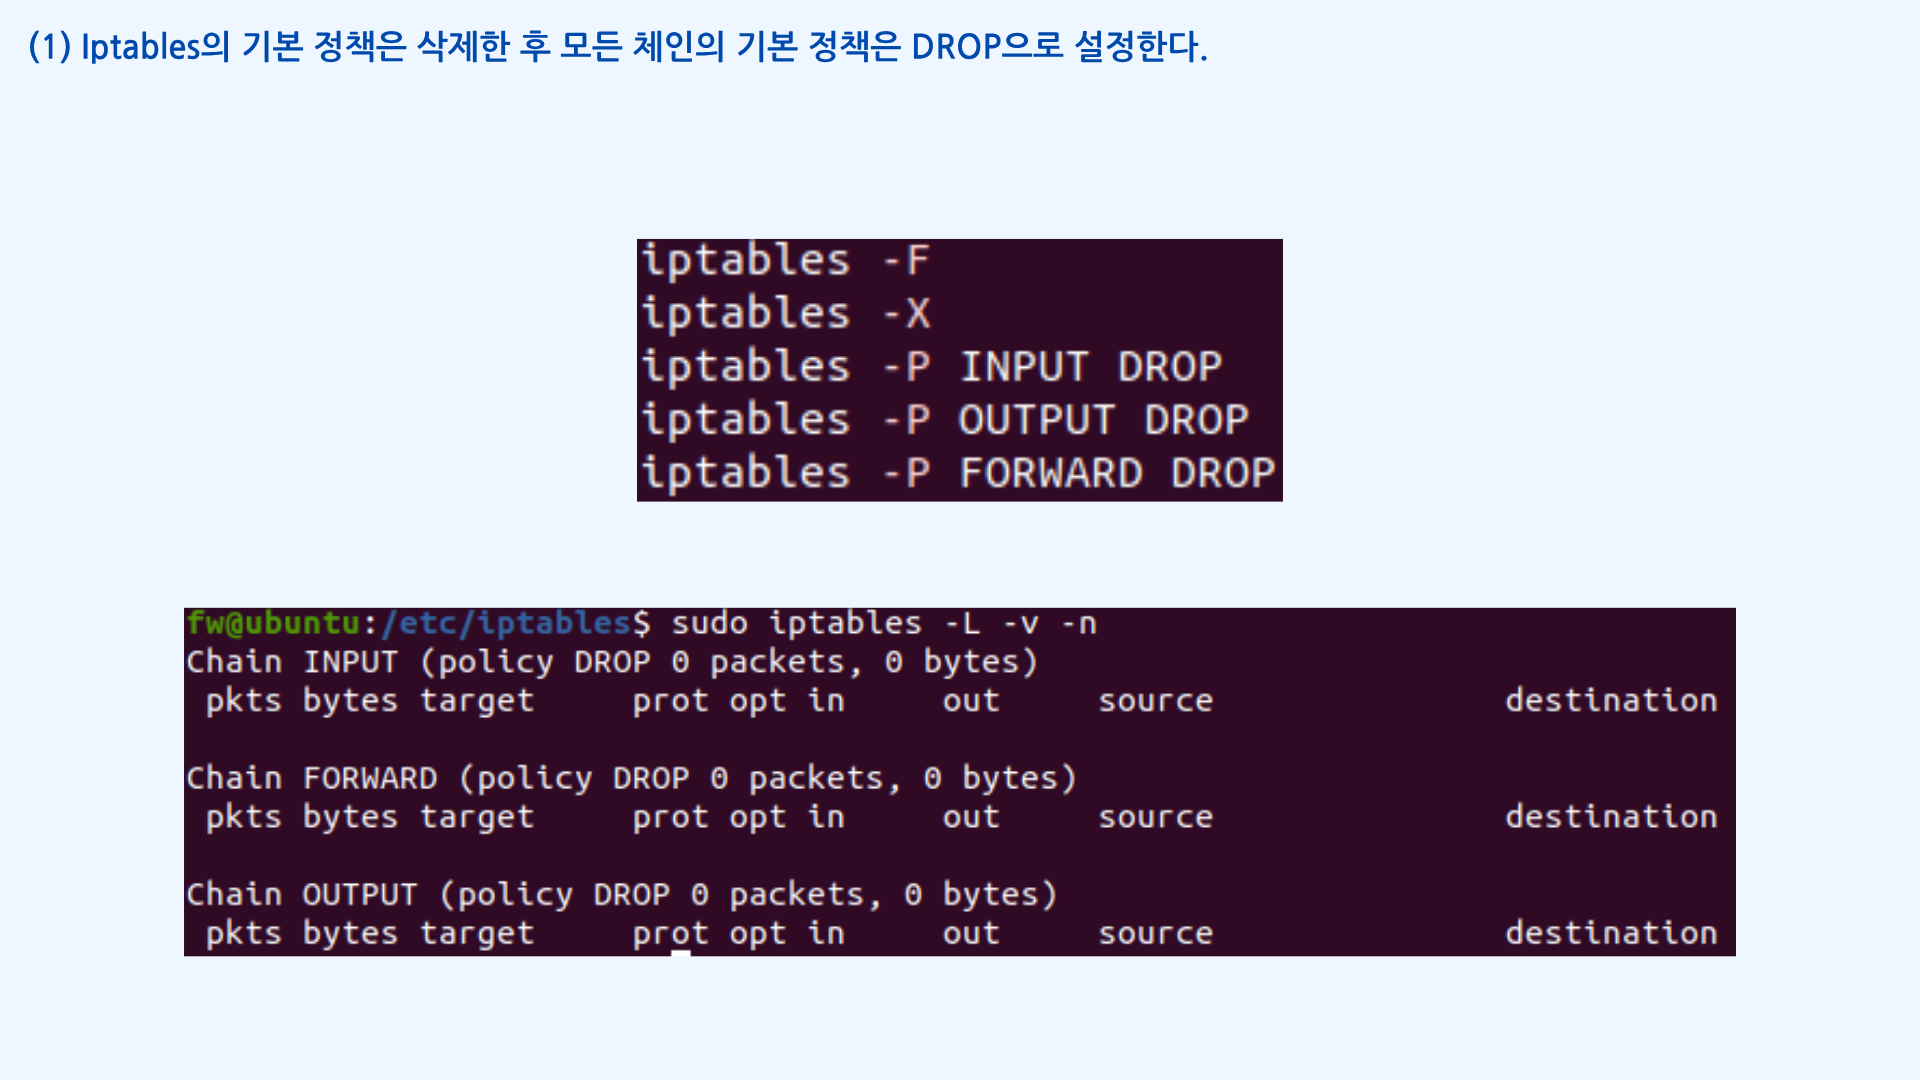 (1) Iptables의 기본 정책은 삭제한 후 모든 체인의 기본 정책은 DROP으로 설정한다.
iptables -F
iptables -X
iptables -P INPUT DROP
iptables -P OUTPUT DROP
iptables -P FORWARD DROP
fw@ubuntu:/etc/iptables$ sudo iptables -L -v -n
Chain INPUT (policy DROP 0 packets, 0 bytes)
 pkts bytes target     prot opt in     out     source               destination
Chain FORWARD (policy DROP 0 packets, 0 bytes)
 pkts bytes target     prot opt in     out     source               destination
Chain OUTPUT (policy DROP 0 packets, 0 bytes)
 pkts bytes target     prot opt in     out     source               destination